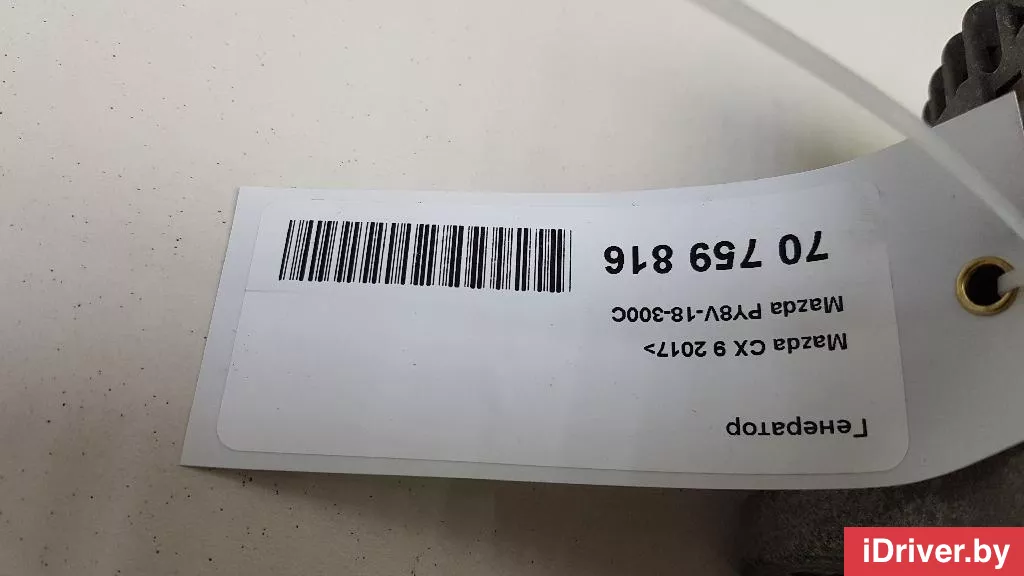 Генератор
Mazda CX 9 2017>
Mazda PY8V-18-300C
70 759 816
iDriver.by